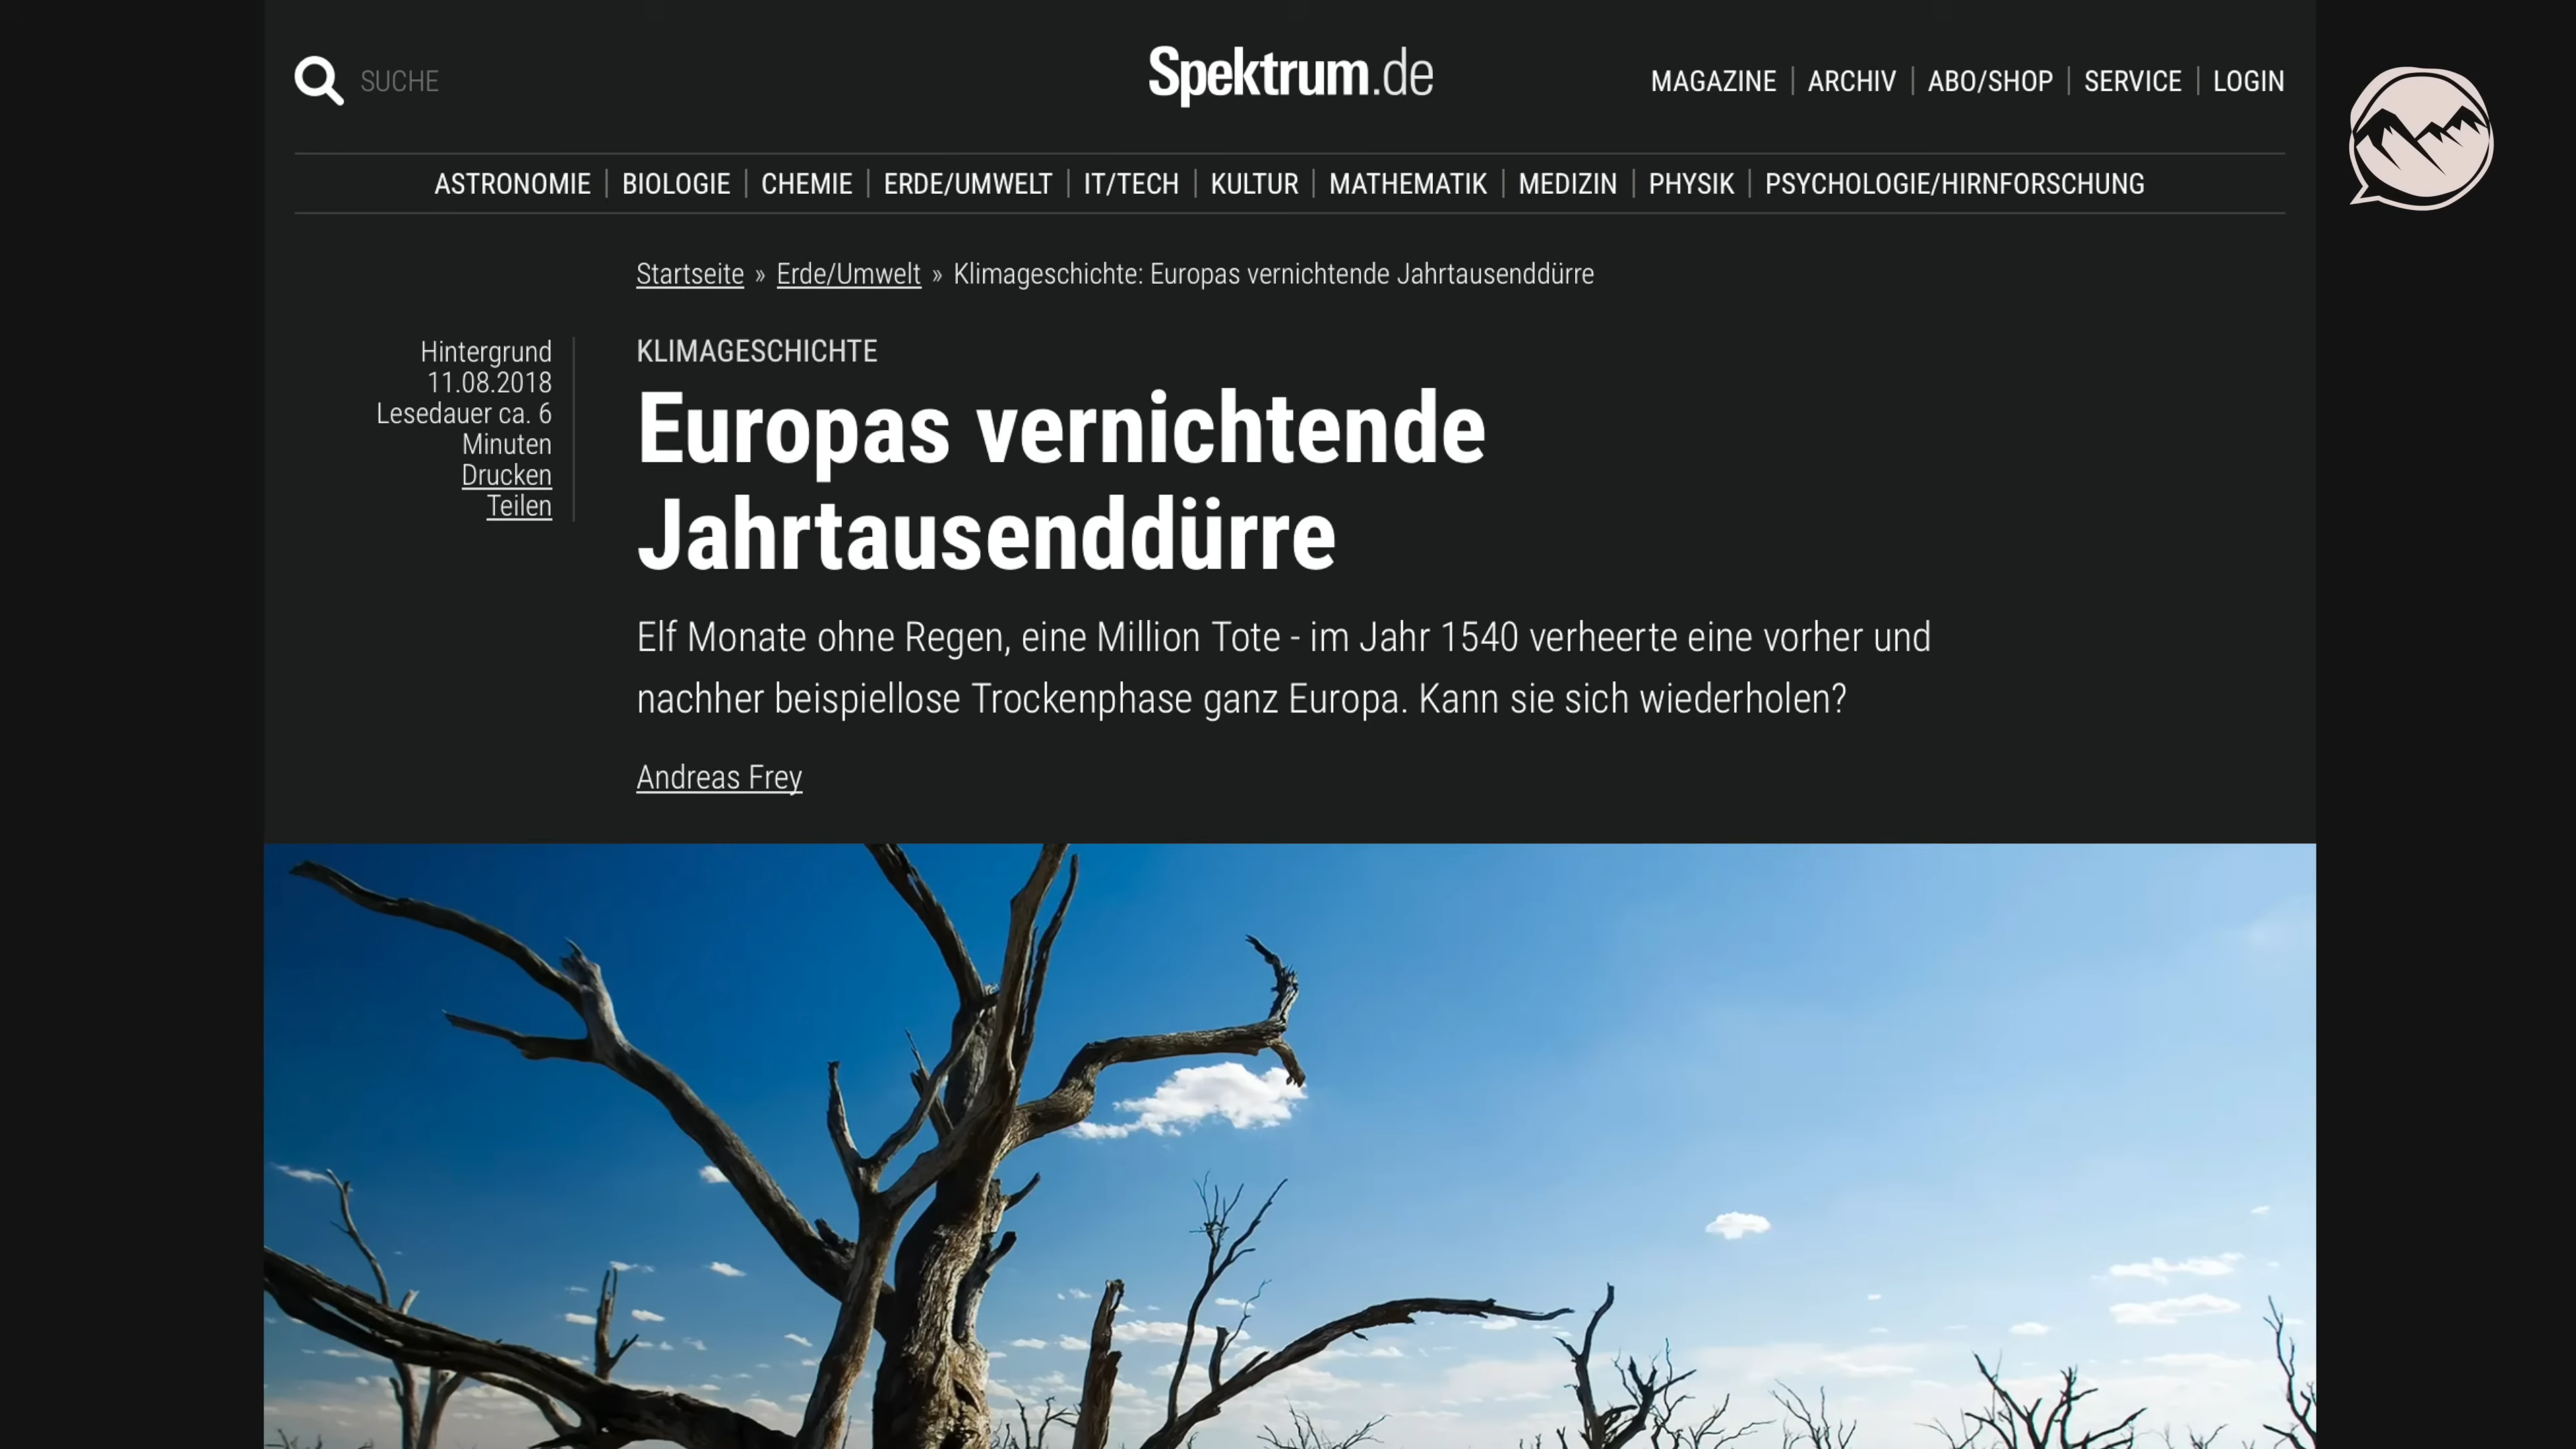 SUCHE
Spektrum.de
MAGAZINE | ARCHIV | ABO/SHOP | SERVICE | LOGIN
ASTRONOMIE | BIOLOGIE | CHEMIE | ERDE/UMWELT | IT/TECH | KULTUR | MATHEMATIK | MEDIZIN | PHYSIK | PSYCHOLOGIE/HIRNFORSCHUNG
Startseite » Erde/Umwelt » Klimageschichte: Europas vernichtende Jahrtausenddürre
Hintergrund
11.08.2018
Lesedauer ca. 6
Minuten
Drucken
Teilen
KLIMAGESCHICHTE
Europas vernichtende
Jahrtausenddürre
Elf Monate ohne Regen, eine Million Tote - im Jahr 1540 verheerte eine vorher und
nachher beispiellose Trockenphase ganz Europa. Kann sie sich wiederholen?
Andreas Frey